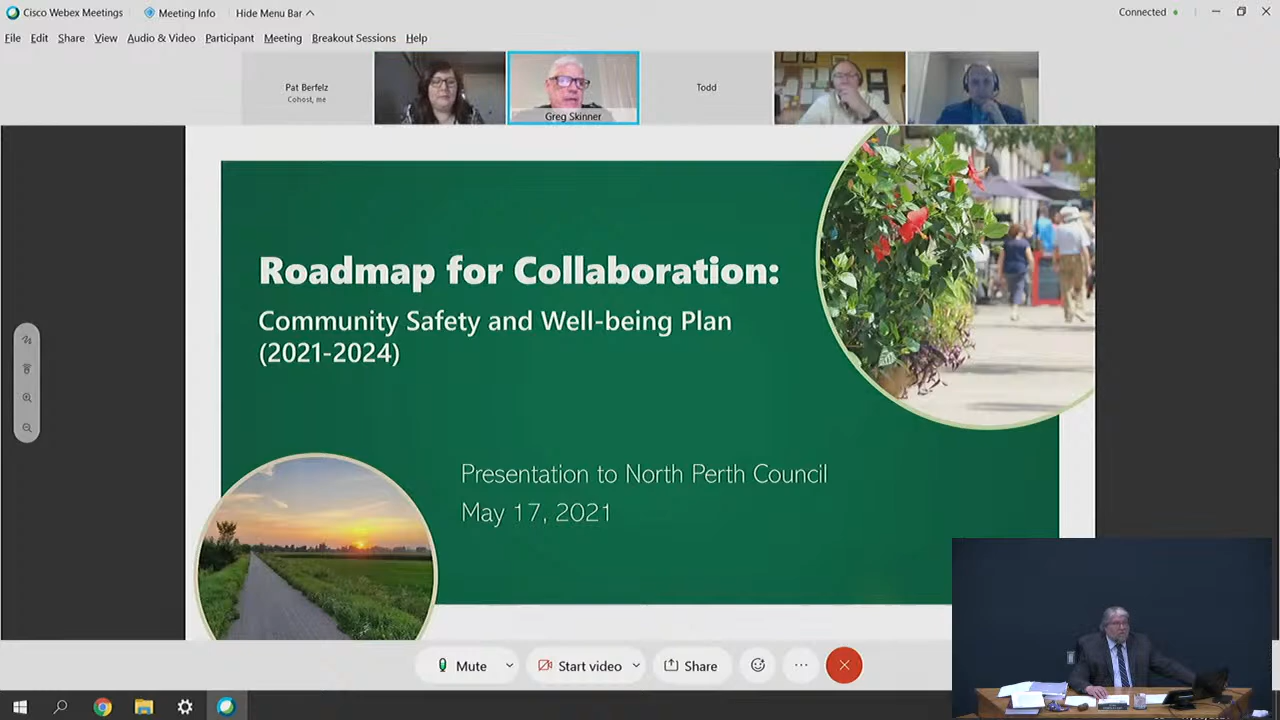 Cisco Webex Meetings Meeting Info Hide Menu Bar Connected
File Edit Share View Audio & Video Participant Meeting Breakout Sessions Help
Pat Berfelz
Cohost, me
Greg Skinner
Todd
Roadmap for Collaboration:
Community Safety and Well-being Plan
(2021-2024)
Presentation to North Perth Council
May 17, 2021
Mute Start video Share